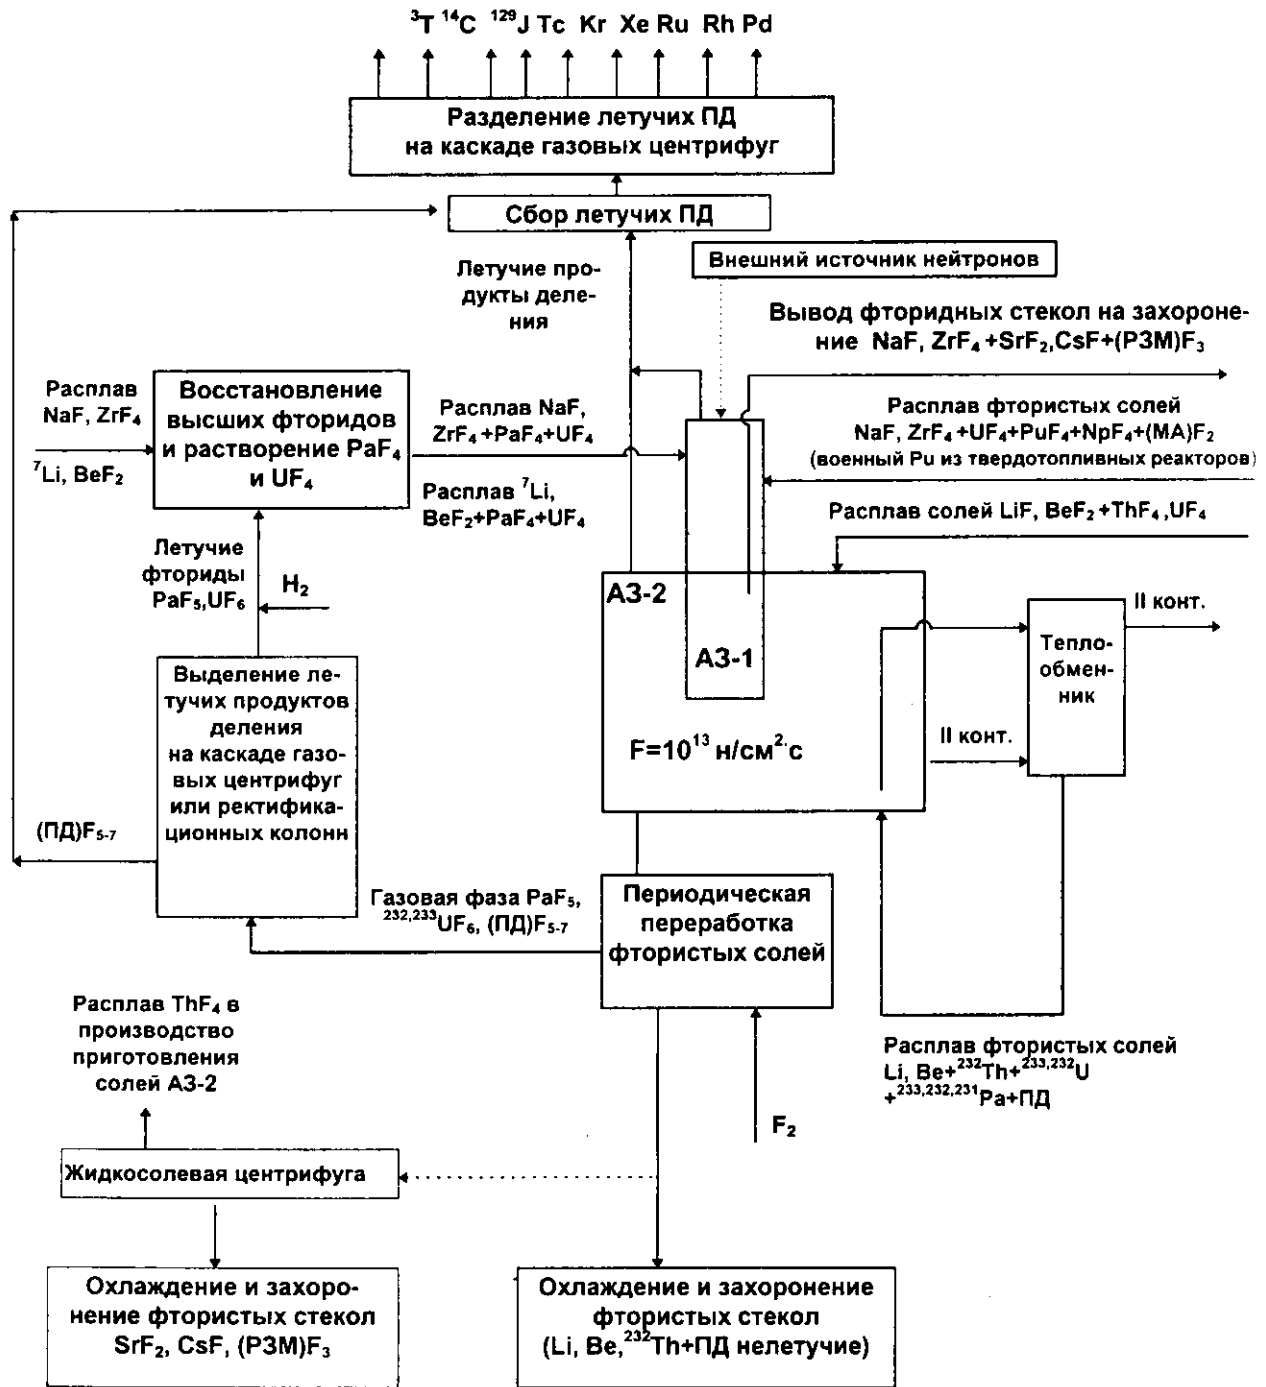 ³T ¹⁴C ¹²⁹J Tc Kr Xe Ru Rh Pd
Разделение летучих ПД
на каскаде газовых центрифуг
Сбор летучих ПД
Внешний источник нейтронов
Летучие про-
дукты деле-
ния
Вывод фторидных стекол на захороне-
ние NaF, ZrF₄+SrF₂,CsF+(РЗМ)F₃
Расплав
NaF, ZrF₄
⁷Li, BeF₂
Восстановление
высших фторидов
и растворение PaF₄
и UF₄
Расплав NaF,
ZrF₄+PaF₄+UF₄
Расплав ⁷Li,
BeF₂+PaF₄+UF₄
Расплав фтористых солей
NaF, ZrF₄+UF₄+PuF₄+NpF₄+(MA)F₂
(военный Pu из твердотопливных реакторов)
Расплав солей LiF, BeF₂+ThF₄,UF₄
Летучие
фториды
PaF₅,UF₆
H₂
АЗ-2
АЗ-1
F=10¹³ н/см²·с
II конт.
Тепло-
обмен-
ник
II конт.
Выделение ле-
тучих продуктов
деления
на каскаде газо-
вых центрифуг
или ректифика-
ционных колонн
(ПД)F₅₋₇
Газовая фаза PaF₅,
²³²,²³³UF₆, (ПД)F₅₋₇
Периодическая
переработка
фтористых солей
Расплав ThF₄ в
производство
приготовления
солей АЗ-2
Расплав фтористых солей
Li, Be+²³²Th+²³³,²³²U
+²³³,²³²,²³¹Pa+ПД
F₂
Жидкосолевая центрифуга
Охлаждение и захоро-
нение фтористых стекол
SrF₂, CsF, (РЗМ)F₃
Охлаждение и захоронение
фтористых стекол
(Li, Be,²³²Th+ПД нелетучие)